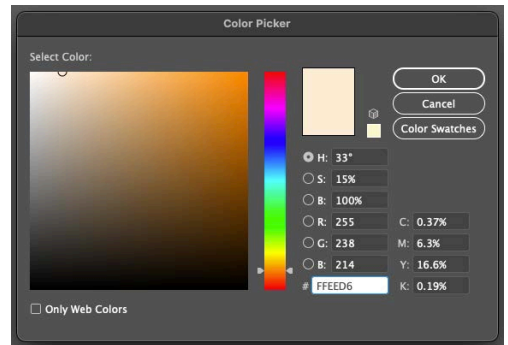 Color Picker
Select Color:
OK
Cancel
Color Swatches
H: 33°
S: 15%
B: 100%
R: 255 C: 0.37%
G: 238 M: 6.3%
B: 214 Y: 16.6%
# FFEED6 K: 0.19%
Only Web Colors